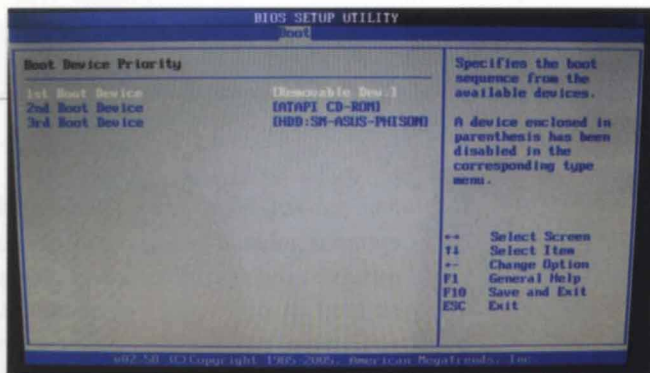 BIOS SETUP UTILITY
Boot
Boot Device Priority
1st Boot Device [Removable Dev.]
2nd Boot Device [ATAPI CD-ROM]
3rd Boot Device [HDD:SM-ASUS-PHISON]
Specifies the boot
sequence from the
available devices.
A device enclosed in
parenthesis has been
disabled in the
corresponding type
menu.
↔ Select Screen
↑↓ Select Item
+- Change Option
F1 General Help
F10 Save and Exit
ESC Exit
v02.58 (C)Copyright 1985-2005, American Megatrends, Inc.